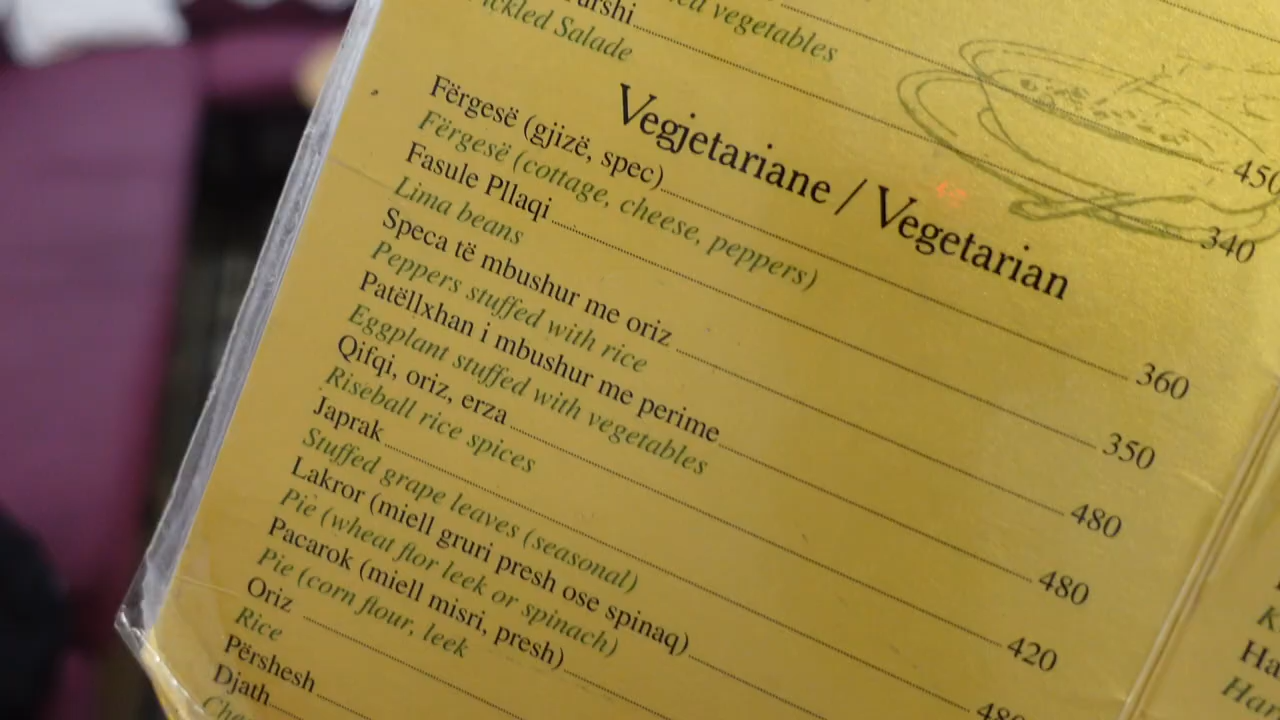 vegetables
Pickled Salade
450
340
Vegjetariane / Vegetarian
Fërgesë (gjizë, spec) 360
Fërgesë (cottage, cheese, peppers)
Fasule Pllaqi 350
Lima beans
Speca të mbushur me oriz 480
Peppers stuffed with rice
Patëllxhan i mbushur me perime 480
Eggplant stuffed with vegetables
Qifqi, oriz, erza 420
Riseball rice spices
Japrak 480
Stuffed grape leaves (seasonal)
Lakror (miell gruri presh ose spinaq)
Pie (wheat flor leek or spinach)
Pacarok (miell misri, presh)
Pie (corn flour, leek
Oriz
Rice
Përshesh
Djath